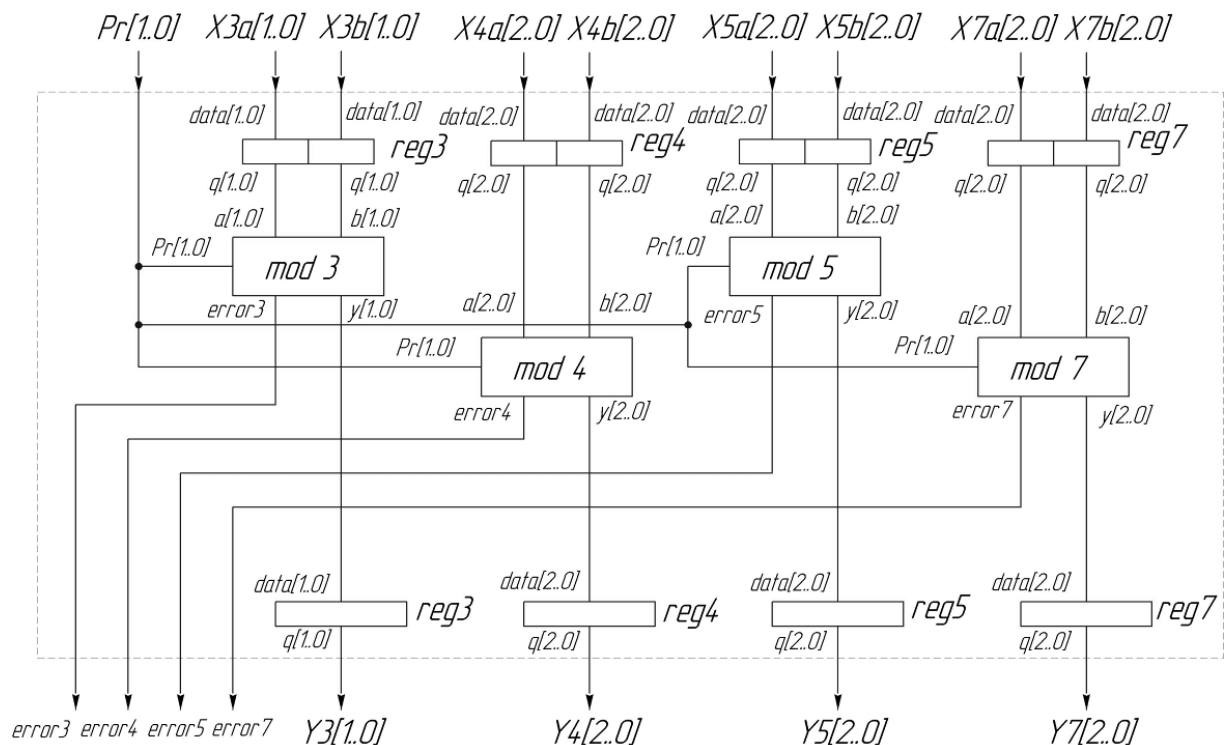 Pr[1..0] X3a[1..0] X3b[1..0] X4a[2..0] X4b[2..0] X5a[2..0] X5b[2..0] X7a[2..0] X7b[2..0]
data[1..0] data[1..0] data[2..0] data[2..0] data[2..0] data[2..0] data[2..0] data[2..0]
reg3 reg4 reg5 reg7
q[1..0] q[1..0] q[2..0] q[2..0] q[2..0] q[2..0] q[2..0] q[2..0]
a[1..0] b[1..0] a[2..0] b[2..0]
Pr[1..0] mod 3 Pr[1..0] mod 5
error3 y[1..0] a[2..0] b[2..0] error5 y[2..0] a[2..0] b[2..0]
Pr[1..0] mod 4 Pr[1..0] mod 7
error4 y[2..0] error7 y[2..0]
data[1..0] data[2..0] data[2..0] data[2..0]
reg3 reg4 reg5 reg7
q[1..0] q[2..0] q[2..0] q[2..0]
error3 error4 error5 error7 Y3[1..0] Y4[2..0] Y5[2..0] Y7[2..0]